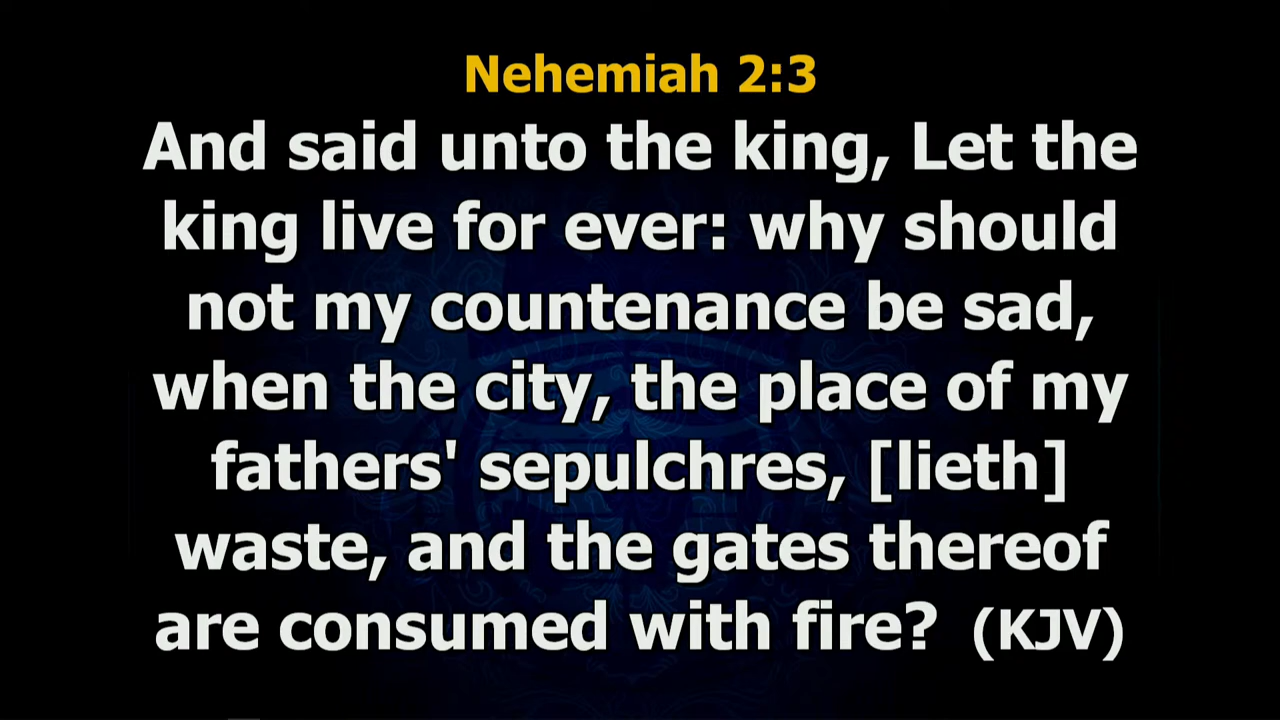 Nehemiah 2:3
And said unto the king, Let the
king live for ever: why should
not my countenance be sad,
when the city, the place of my
fathers' sepulchres, [lieth]
waste, and the gates thereof
are consumed with fire? (KJV)